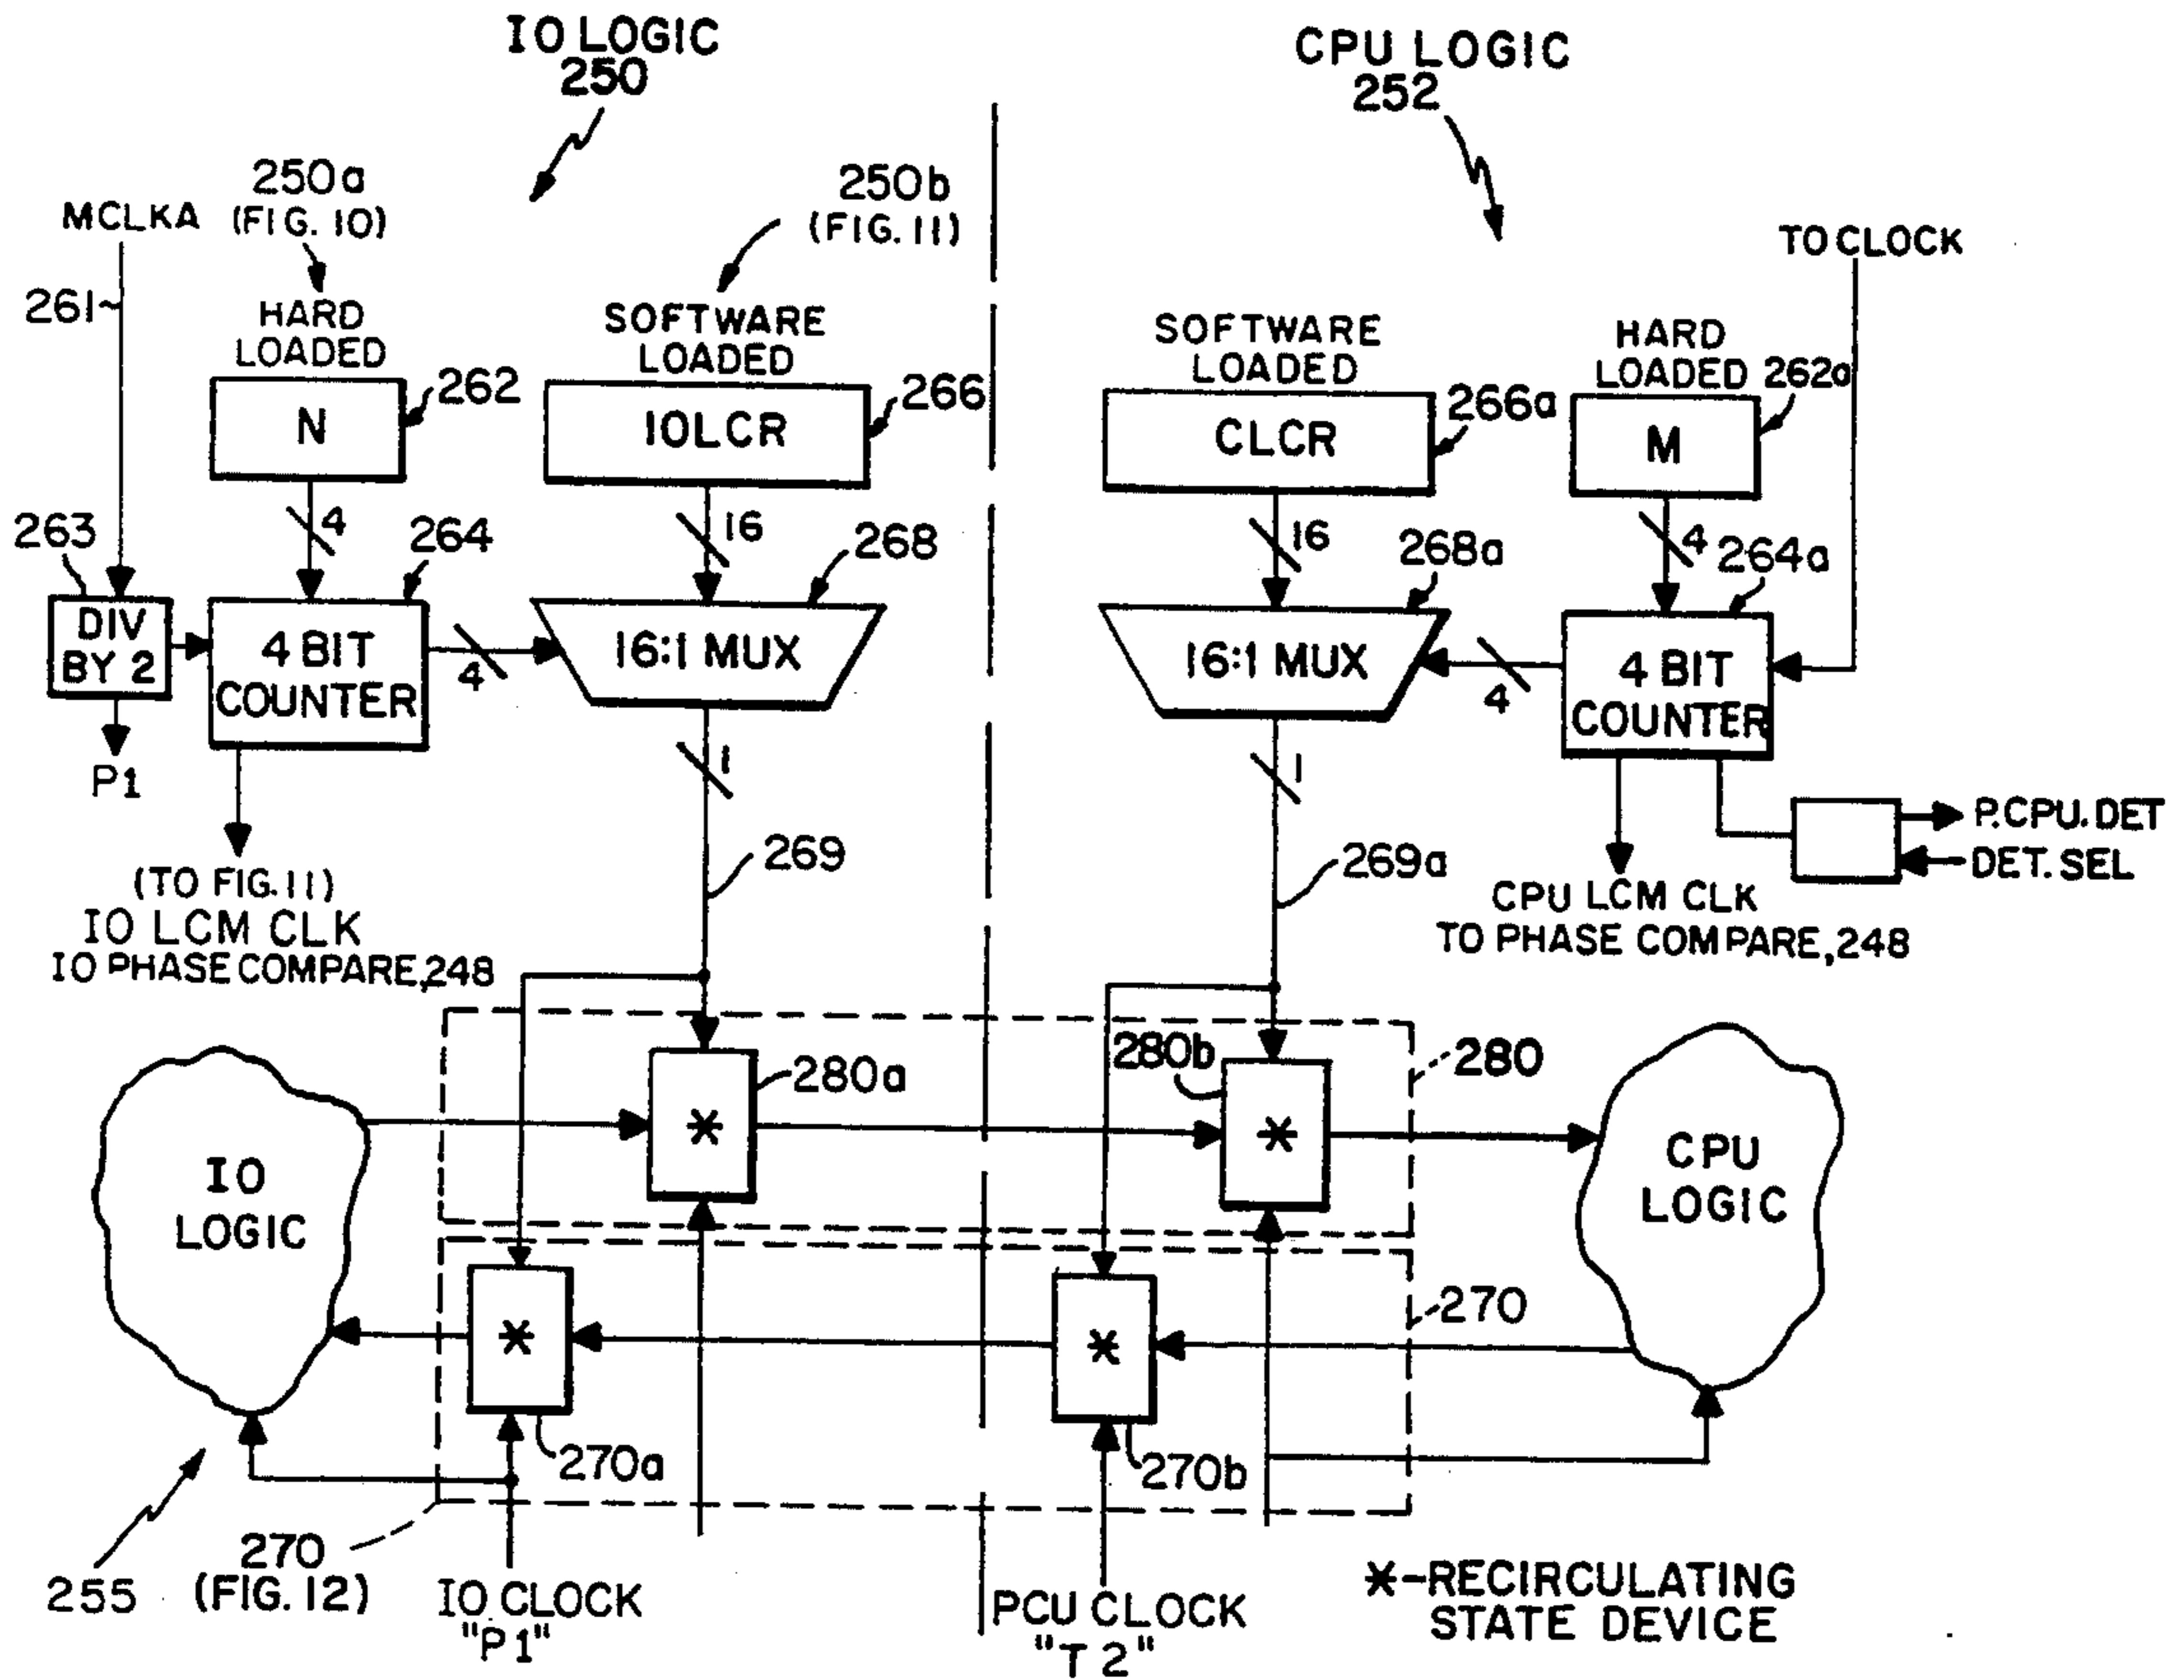 IO LOGIC
250
CPU LOGIC
252
250a
(FIG. 10)
250b
(FIG. 11)
MCLKA
TO CLOCK
261
HARD
LOADED
SOFTWARE
LOADED
SOFTWARE
LOADED
HARD
LOADED
262a
N
262
IOLCR
266
CLCR
266a
M
4
16
16
4
263
264
268
268a
264a
DIV
BY 2
4 BIT
COUNTER
4
16:1 MUX
16:1 MUX
4
4 BIT
COUNTER
P1
1
1
P.CPU.DET
DET.SEL
269
269a
(TO FIG. 11)
IO LCM CLK
IO PHASE COMPARE,248
CPU LCM CLK
TO PHASE COMPARE,248
280a
280b
280
*
*
IO
LOGIC
CPU
LOGIC
*
*
270
270a
270b
255
270
(FIG. 12)
IO CLOCK
"P1"
PCU CLOCK
"T2"
*-RECIRCULATING
STATE DEVICE